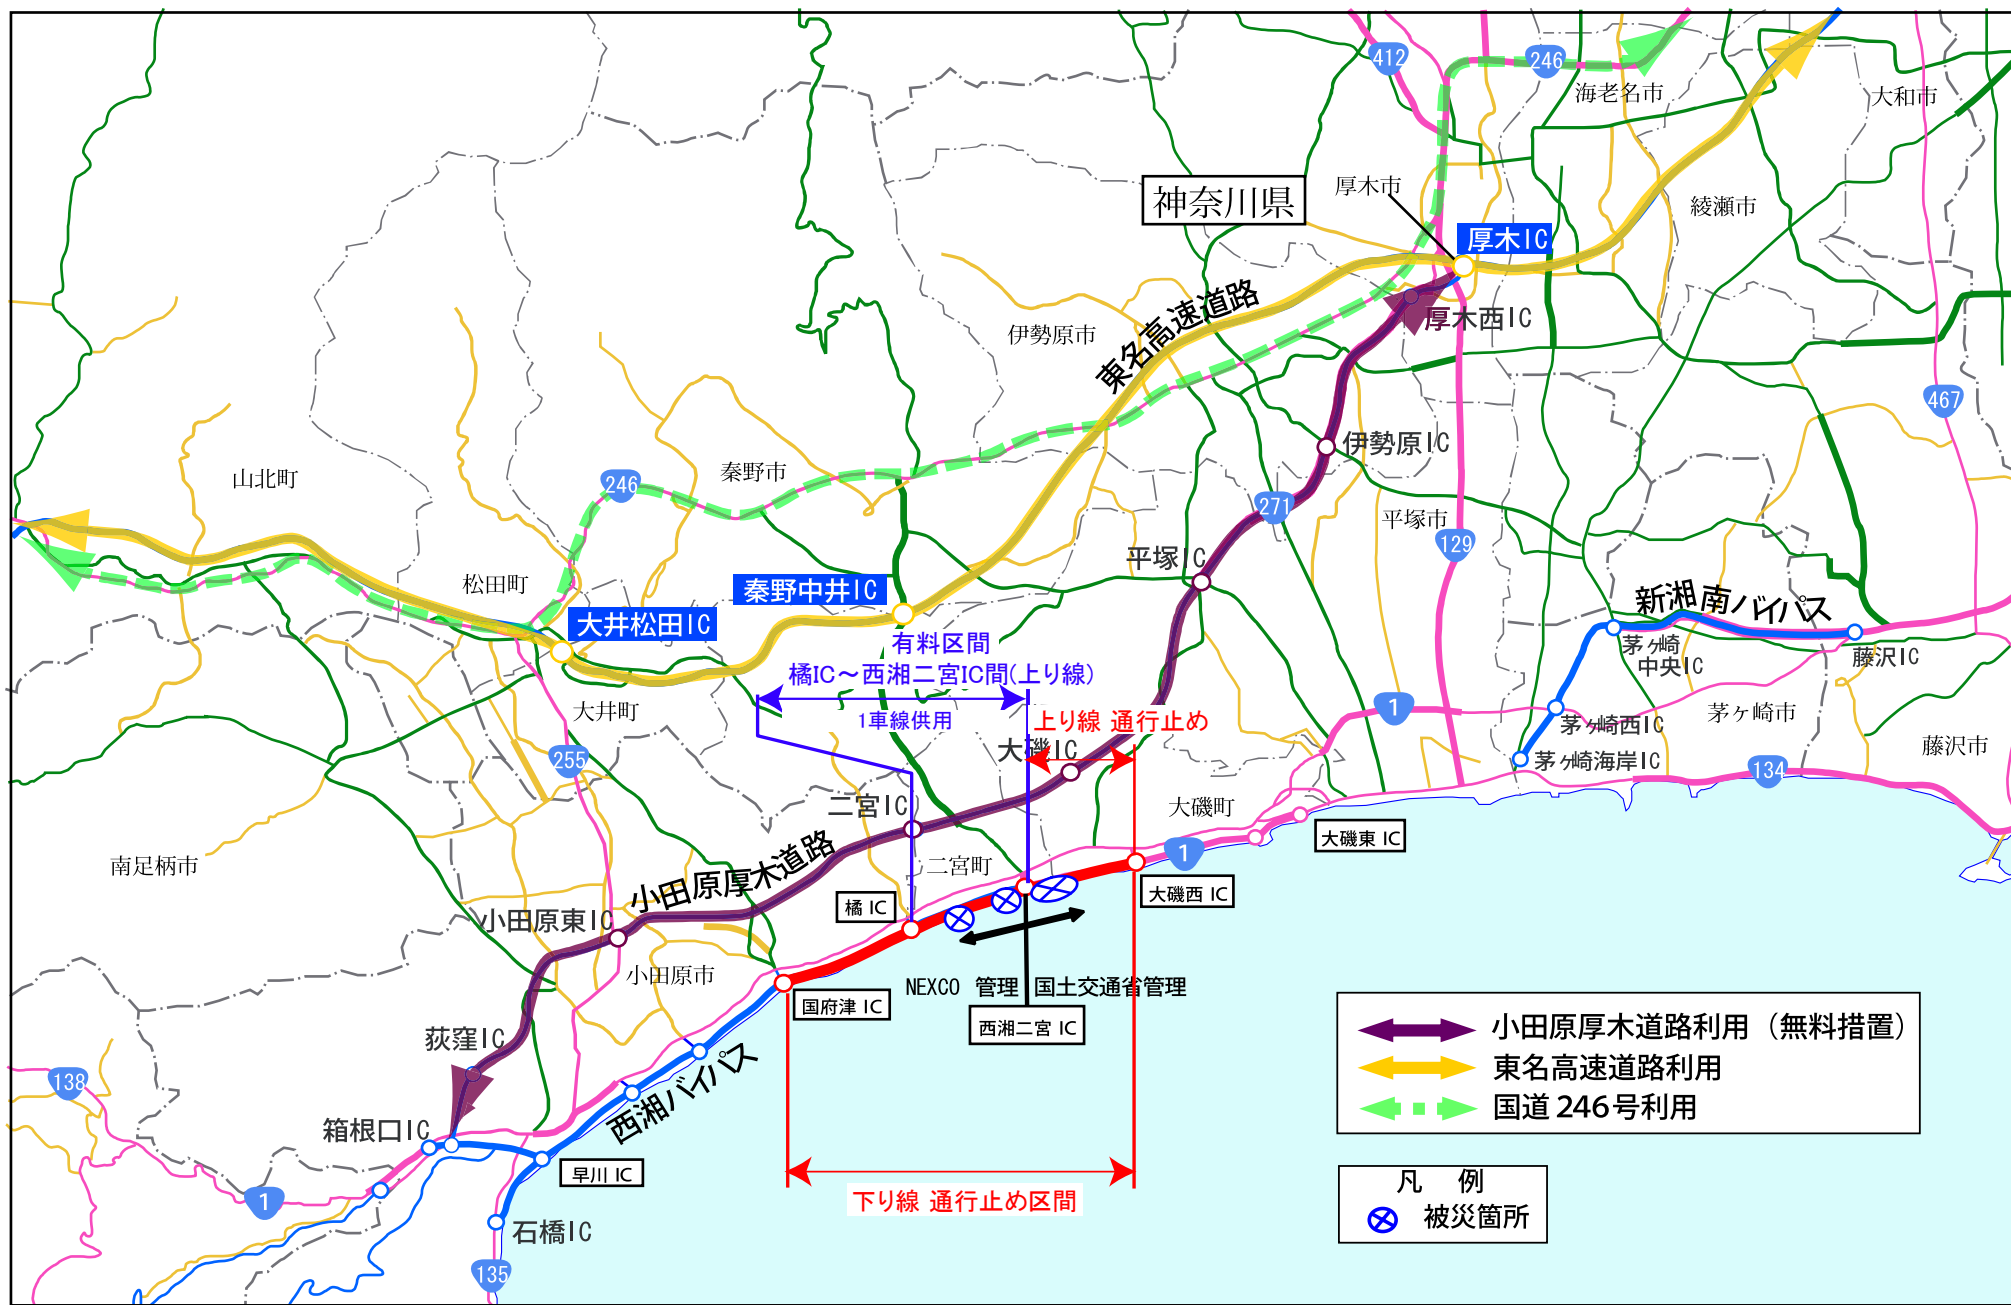 412
246
海老名市
大和市
神奈川県
厚木市
厚木IC
綾瀬市
東名高速道路
伊勢原市
厚木西IC
467
伊勢原IC
山北町
246
秦野市
271
平塚市
129
平塚IC
松田町
秦野中井IC
大井松田IC
新湘南バイパス
有料区間
橘IC～西湘二宮IC間(上り線)
1車線供用
茅ヶ崎
中央IC
藤沢IC
大井町
上り線 通行止め
大磯IC
1
茅ヶ崎西IC
茅ヶ崎市
藤沢市
255
茅ヶ崎海岸IC
134
二宮IC
大磯町
大磯東 IC
南足柄市
小田原厚木道路
二宮町
1
大磯西 IC
橘 IC
小田原東IC
小田原市
国府津 IC
NEXCO 管理
国土交通省管理
西湘二宮 IC
荻窪IC
138
西湘バイパス
箱根口IC
早川 IC
1
石橋IC
135
下り線 通行止め区間
小田原厚木道路利用（無料措置）
東名高速道路利用
国道246号利用
凡 例
被災箇所